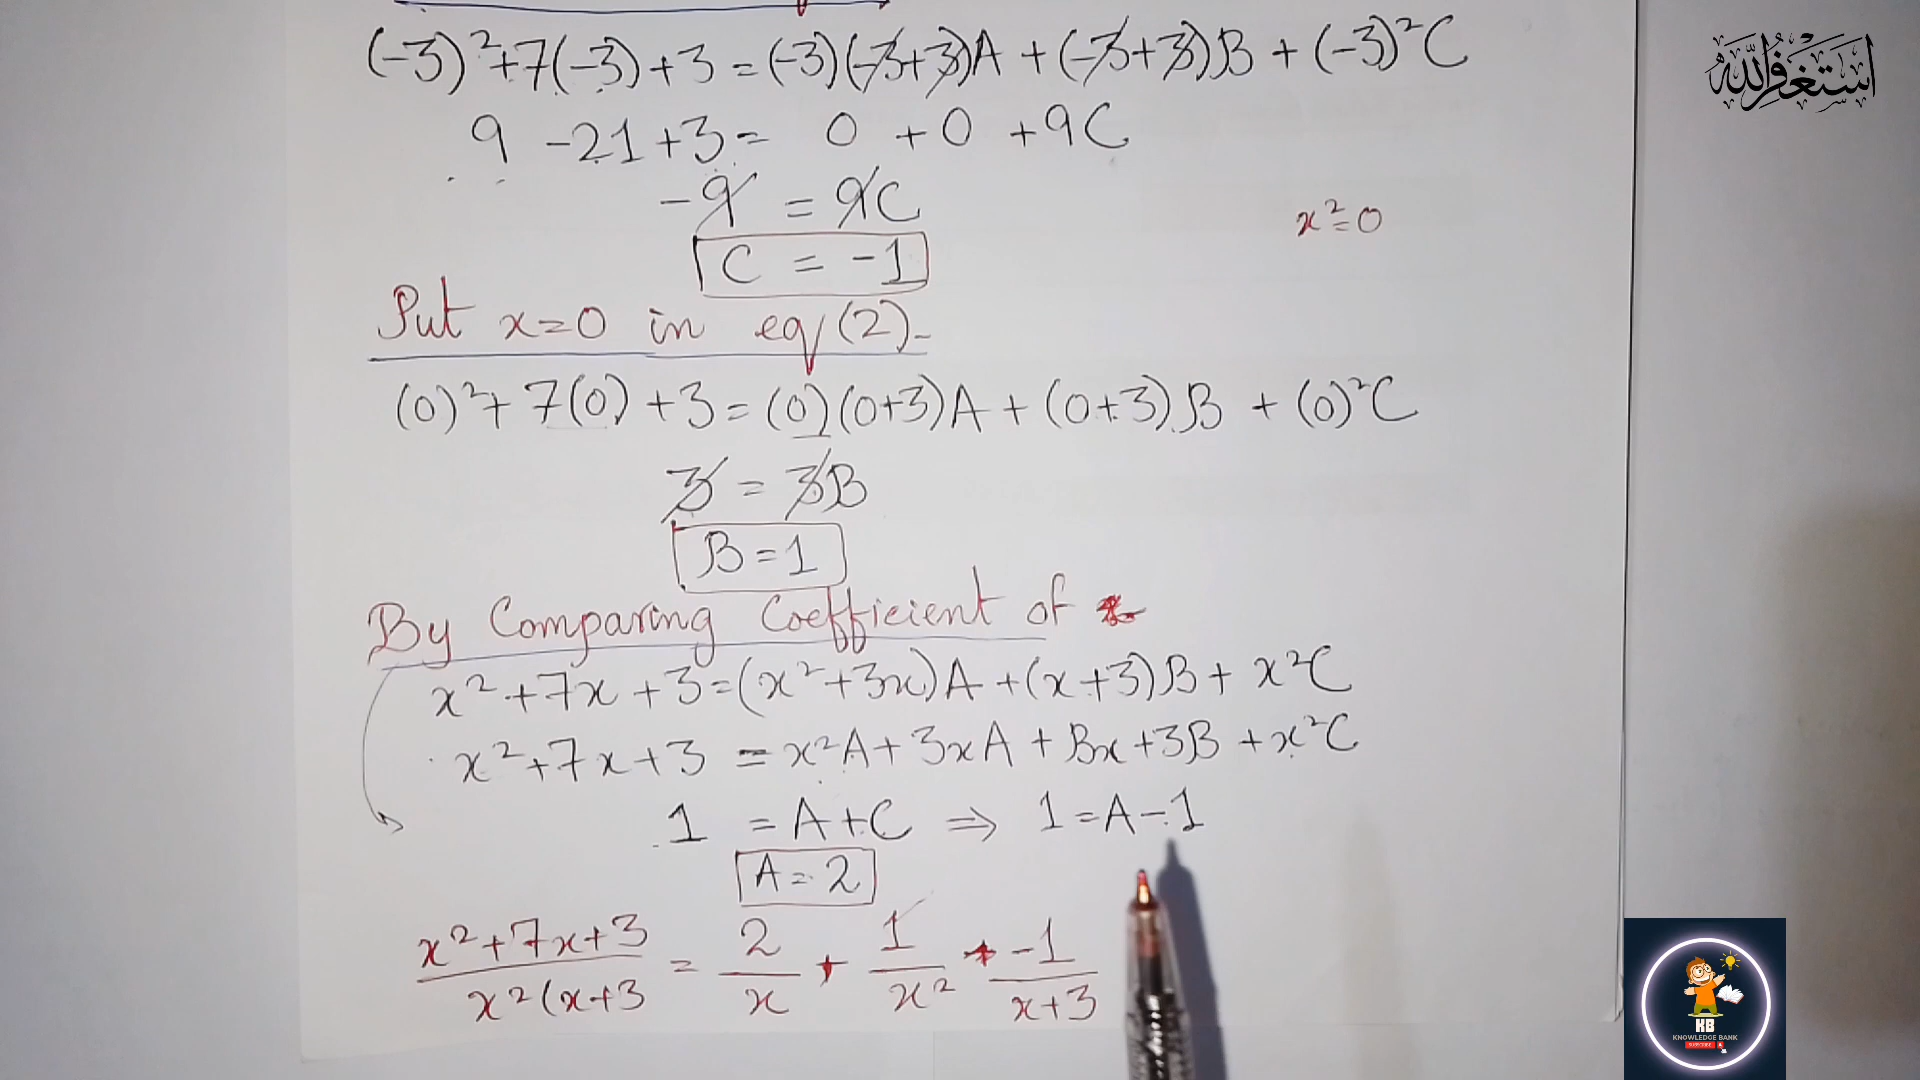 (-3)²+7(-3)+3=(-3)(-3+3)A+(-3+3)B+(-3)²C
أستغفر الله
9 -21+3= 0 +0 +9C
-9 = 9C
x²=0
C = -1
Put x=0 in eq(2)-
(0)²+7(0)+3=(0)(0+3)A+(0+3)B+(0)²C
3 = 3B
B=1
By Comparing Coefficient of
x²+7x+3=(x²+3x)A+(x+3)B+x²C
x²+7x+3 = x²A+3xA+Bx+3B+x²C
1 = A+C ⇒ 1=A-1
A=2
x²+7x+3/x²(x+3 = 2/x + 1/x² + -1/x+3
KB
KNOWLEDGE BANK
SUBSCRIBE